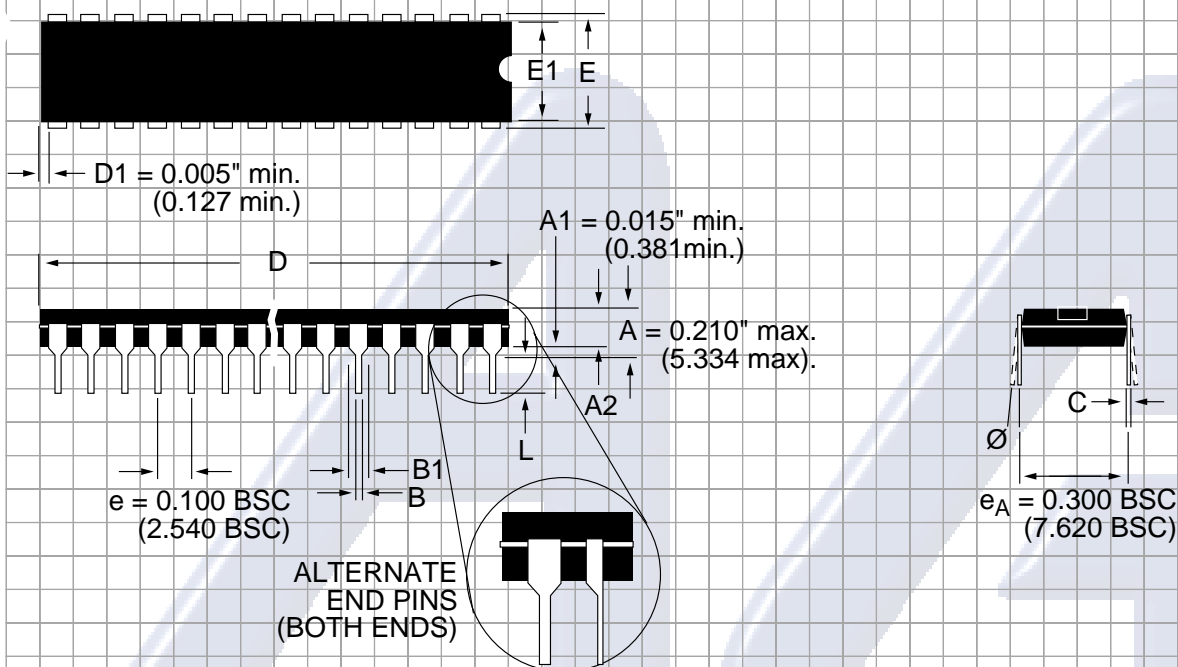 E1
E
D1 = 0.005" min.
(0.127 min.)
A1 = 0.015" min.
(0.381min.)
D
A = 0.210" max.
(5.334 max).
A2
C
Ø
L
B1
B
e = 0.100 BSC
(2.540 BSC)
eA = 0.300 BSC
(7.620 BSC)
ALTERNATE
END PINS
(BOTH ENDS)